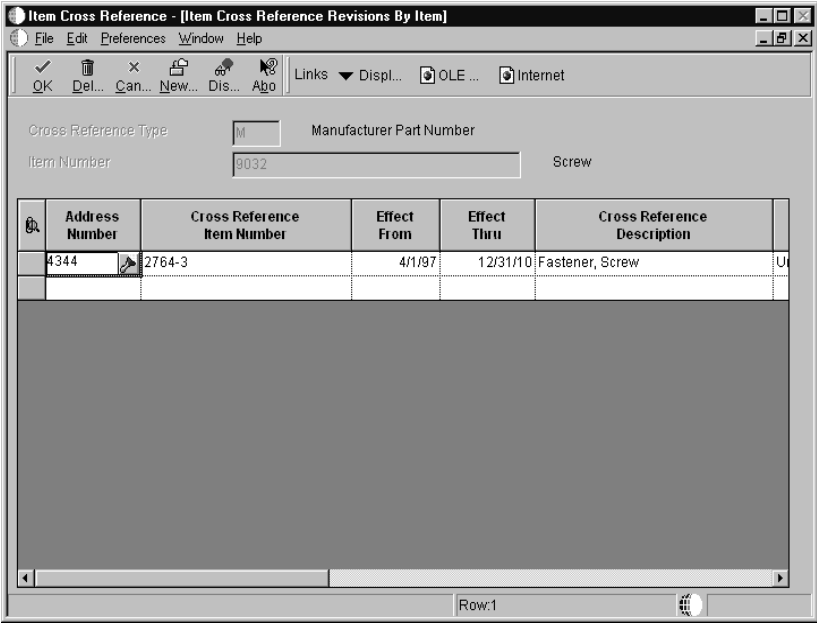 Item Cross Reference - [Item Cross Reference Revisions By Item]
File Edit Preferences Window Help
OK Del... Can... New... Dis... Abo Links Displ... OLE ... Internet
Cross Reference Type M Manufacturer Part Number
Item Number 9032 Screw
Address Number Cross Reference Item Number Effect From Effect Thru Cross Reference Description
4344 2764-3 4/1/97 12/31/10 Fastener, Screw
Row:1